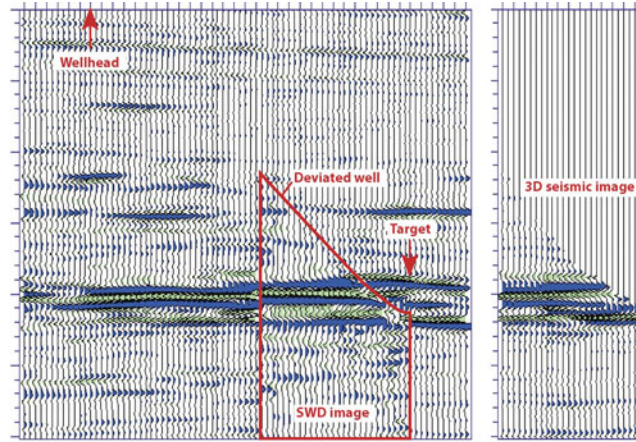 Wellhead
Deviated well
3D seismic image
Target
SWD image